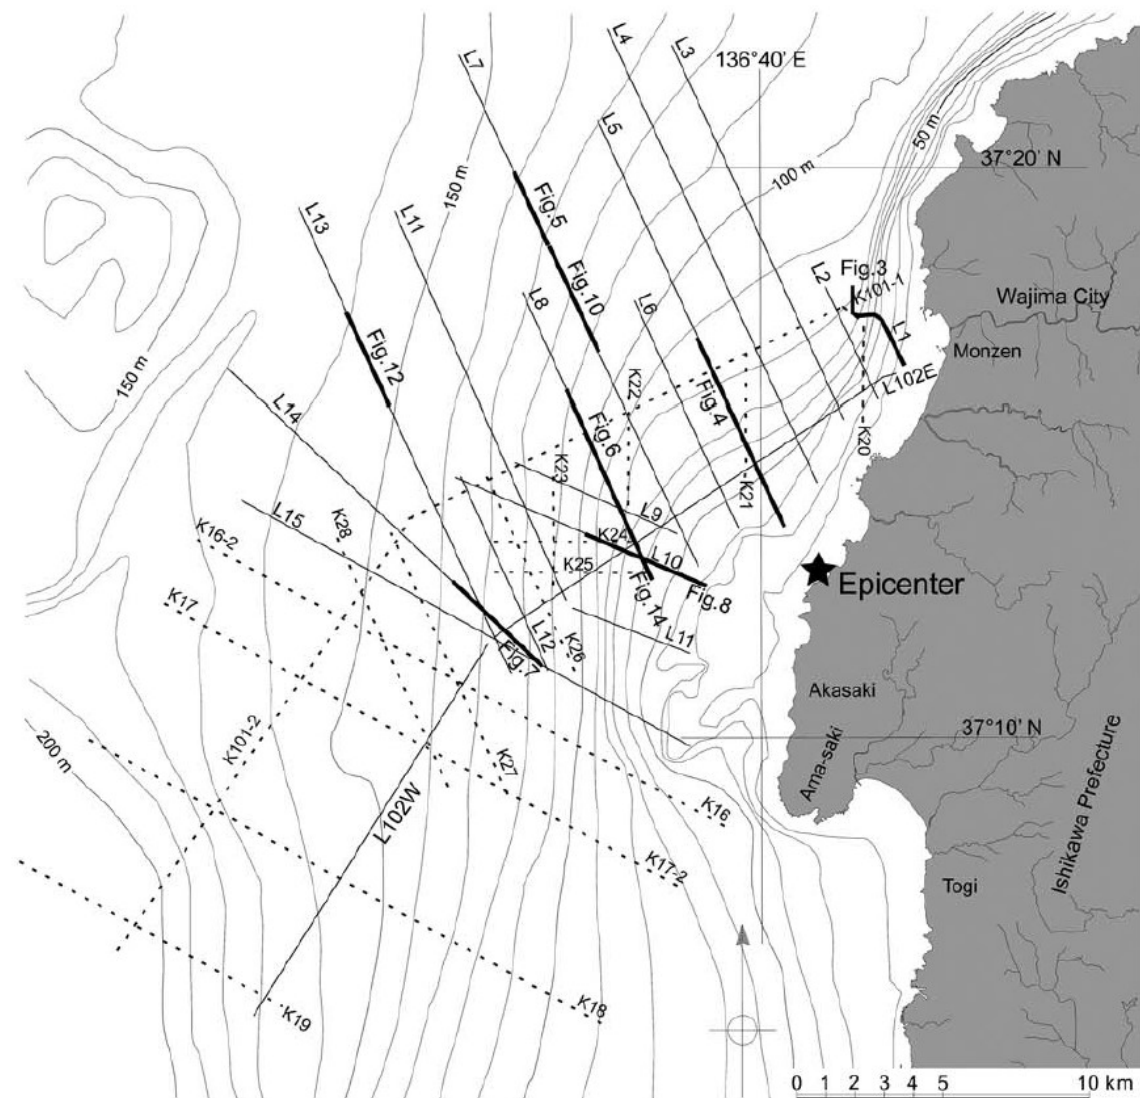 L4
L3
L7
136°40' E
50 m
L5
37°20' N
100 m
150 m
Fig.5
L13
L11
Fig.3
L2
K101-1
Fig.10
L8
L6
Wajima City
L1
Monzen
150 m
Fig.12
L102E
K22
Fig.4
L14
Fig.6
K20
K23
K21
L15
K28
L9
K16-2
K24
L10
K25
Epicenter
K17
Fig.14
Fig.8
L12
L11
K26
Fig.7
Akasaki
37°10' N
200 m
K101-2
Ama-saki
K27
L102W
K16
Ishikawa Prefecture
K17-2
Togi
K18
K19
0 1 2 3 4 5 10 km